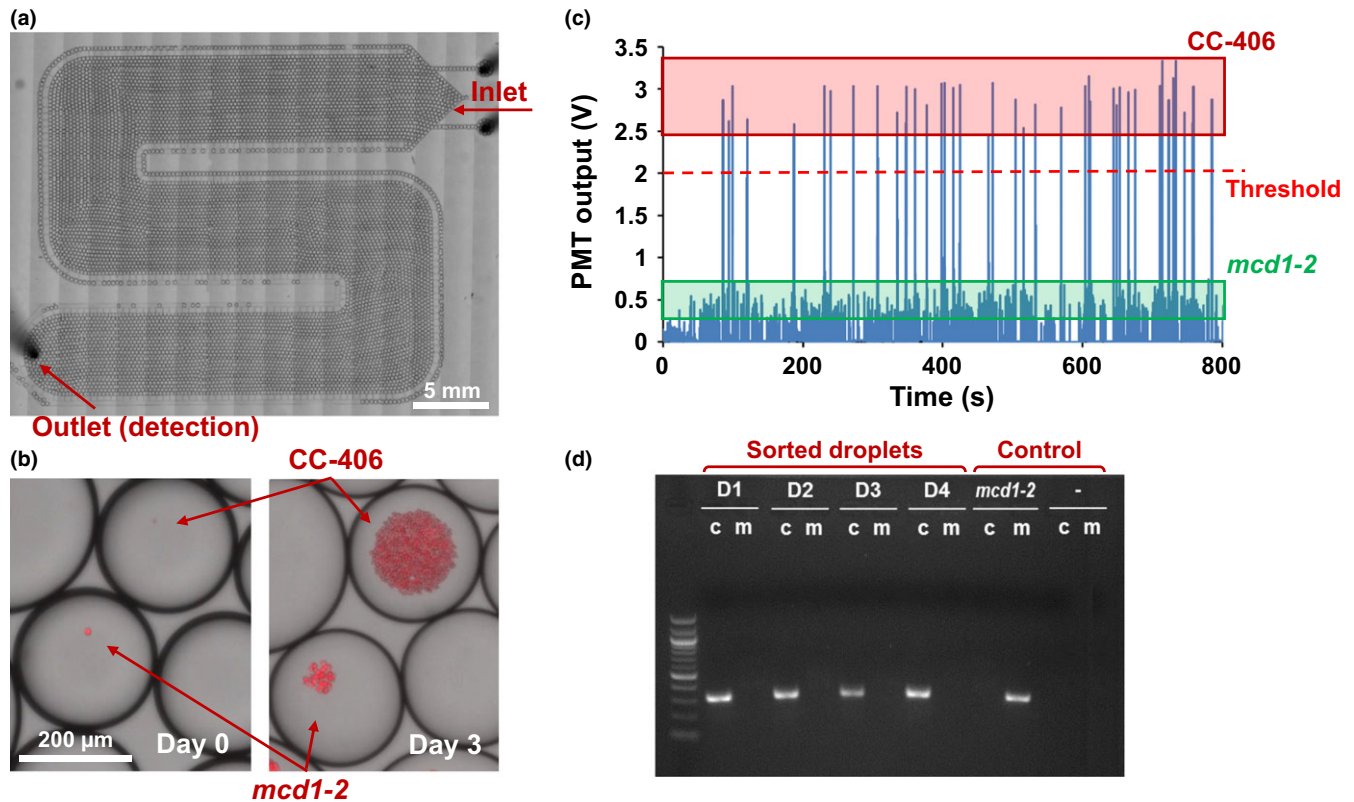 (a)
Inlet
Outlet (detection)
5 mm
(b)
CC-406
200 µm
Day 0
Day 3
mcd1-2
(c)
CC-406
PMT output (V)
3.5
3
2.5
2
1.5
1
0.5
0
Threshold
mcd1-2
0 200 400 600 800
Time (s)
(d)
Sorted droplets Control
D1 D2 D3 D4 mcd1-2 -
c m c m c m c m c m c m